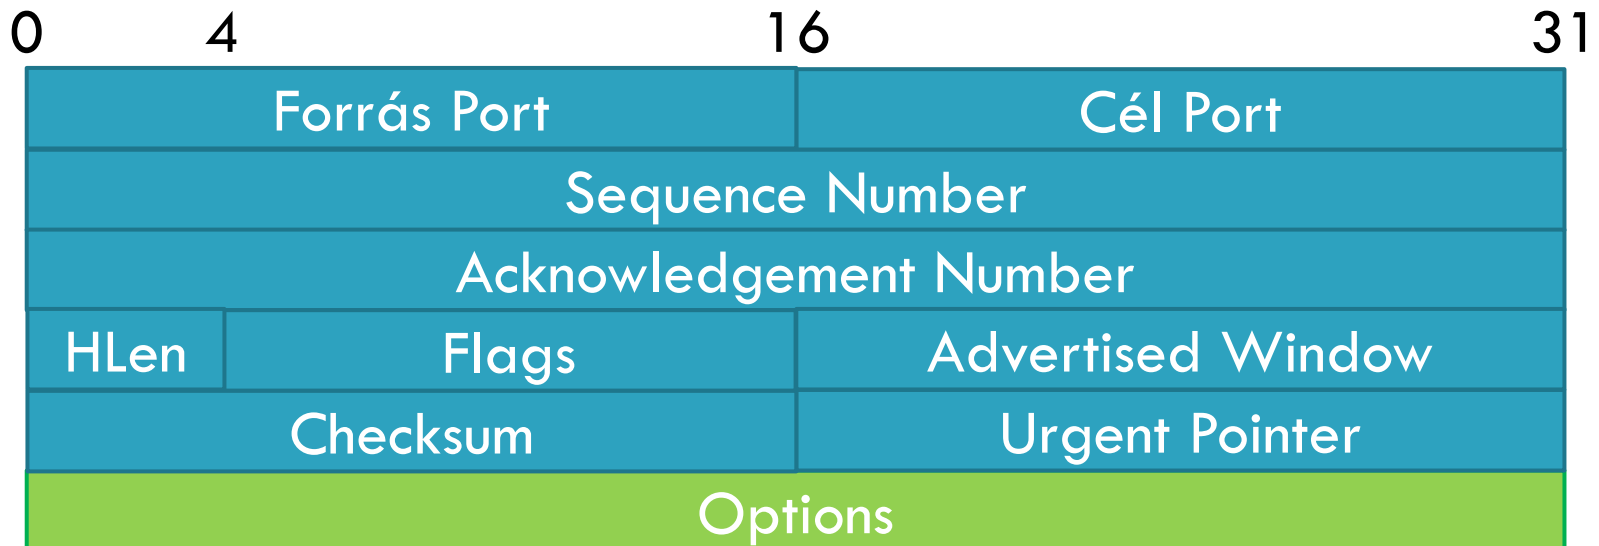 0 4 16 31
Forrás Port Cél Port
Sequence Number
Acknowledgement Number
HLen Flags Advertised Window
Checksum Urgent Pointer
Options